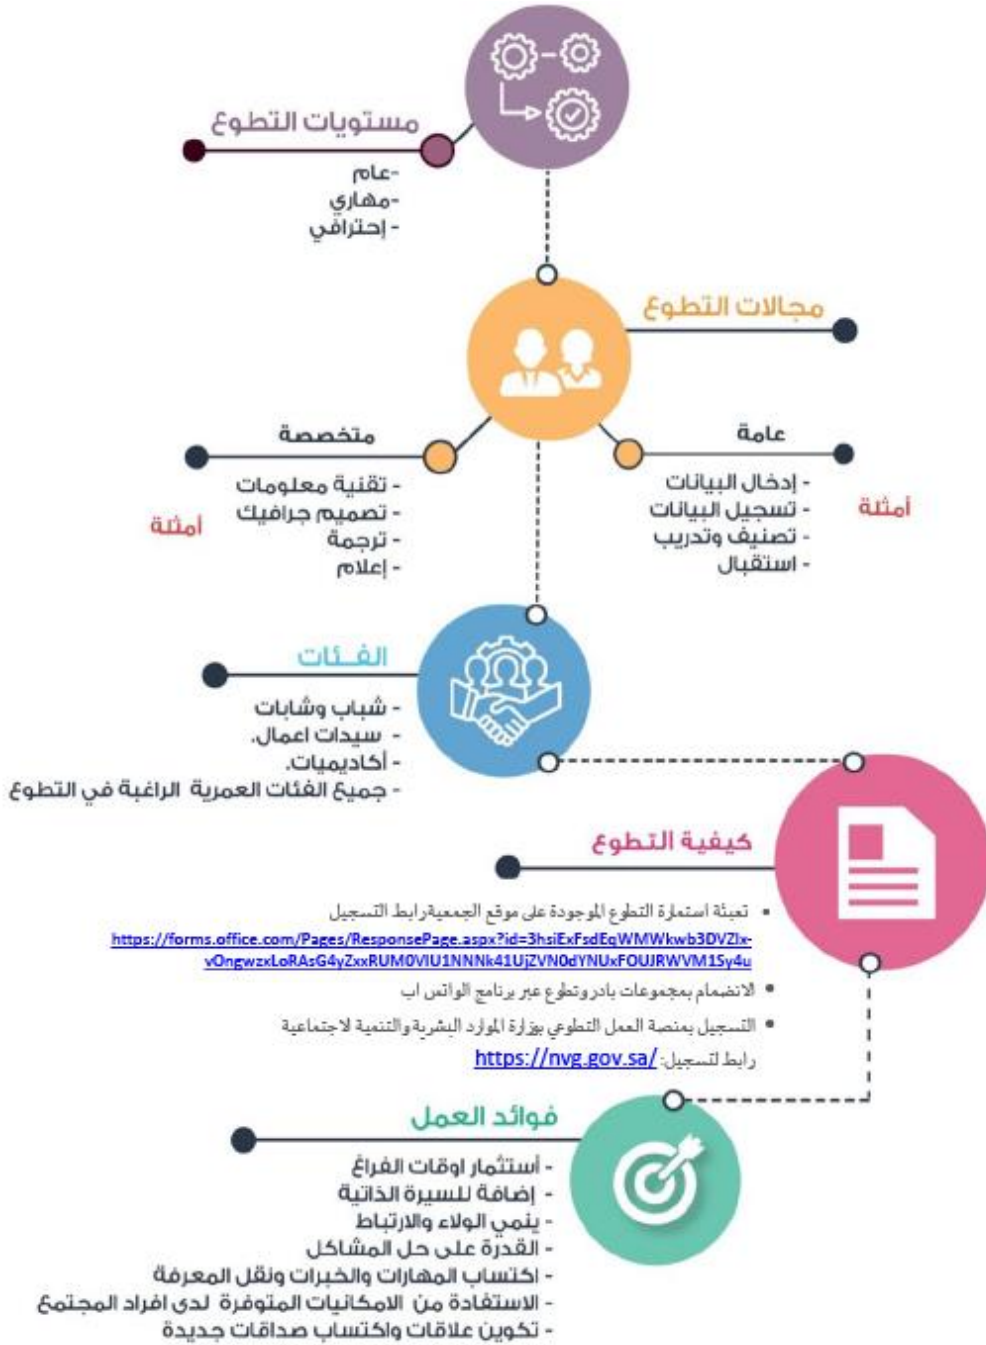 مستويات التطوع
-عام
-مهاري
- إحترافي
مجالات التطوع
عامة
- إدخال البيانات
- تسجيل البيانات
- تصنيف وتدريب
- استقبال
أمثلة
متخصصة
- تقنية معلومات
- تصميم جرافيك
- ترجمة
- إعلام
أمثلة
الفــئات
- شباب وشابات
- سيدات اعمال.
- أكاديميات.
- جميع الفئات العمرية الراغبة في التطوع
كيفية التطوع
• تعبئة استمارة التطوع الموجودة على موقع الجمعية رابط التسجيل
https://forms.office.com/Pages/ResponsePage.aspx?id=3hsiExFsdEqWMWkwb3DVZlx-
vOngwzxLoRAsG4yZxxRUM0VIU1NNNk41UjZVN0dYNUxFOUJRWVM1Sy4u
• الانضمام بمجموعات بادر وتطوع عبر برنامج الواتس اب
• التسجيل بمنصة العمل التطوعي بوزارة الموارد البشرية والتنمية لاجتماعية
رابط لتسجيل: https://nvg.gov.sa/
فوائد العمل
- أستثمار اوقات الفراغ
- إضافة للسيرة الذاتية
- ينمي الولاء والارتباط
- القدرة على حل المشاكل
- اكتساب المهارات والخبرات ونقل المعرفة
- الاستفادة من الامكانيات المتوفرة لدى افراد المجتمع
- تكوين علاقات واكتساب صداقات جديدة